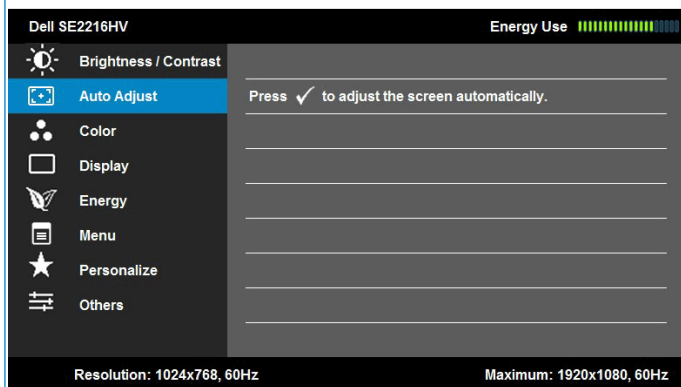 Dell SE2216HV Energy Use
Brightness / Contrast
Auto Adjust Press ✓ to adjust the screen automatically.
Color
Display
Energy
Menu
Personalize
Others
Resolution: 1024x768, 60Hz Maximum: 1920x1080, 60Hz